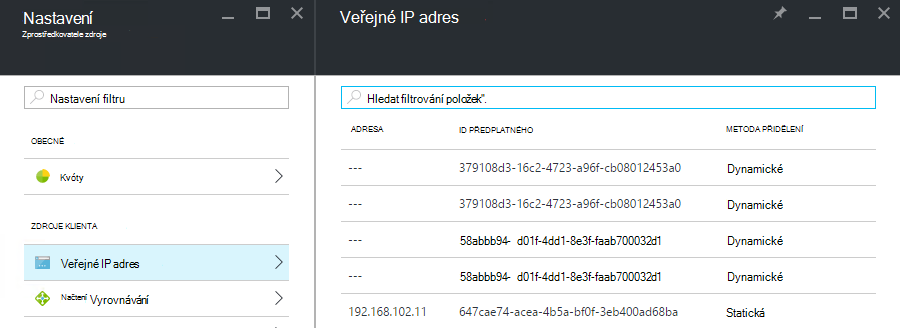 Nastavení
Zprostředkovatele zdroje
Nastavení filtru
OBECNÉ
Kvóty
ZDROJE KLIENTA
Veřejné IP adres
Načtení Vyrovnávání
Veřejné IP adres
Hledat filtrování položek".
ADRESA ID PŘEDPLATNÉHO METODA PŘIDĚLENÍ
--- 379108d3-16c2-4723-a96f-cb08012453a0 Dynamické
--- 379108d3-16c2-4723-a96f-cb08012453a0 Dynamické
--- 58abbb94- d01f-4dd1-8e3f-faab700032d1 Dynamické
--- 58abbb94- d01f-4dd1-8e3f-faab700032d1 Dynamické
192.168.102.11 647cae74-acea-4b5a-bf0f-3eb400ad68ba Statická